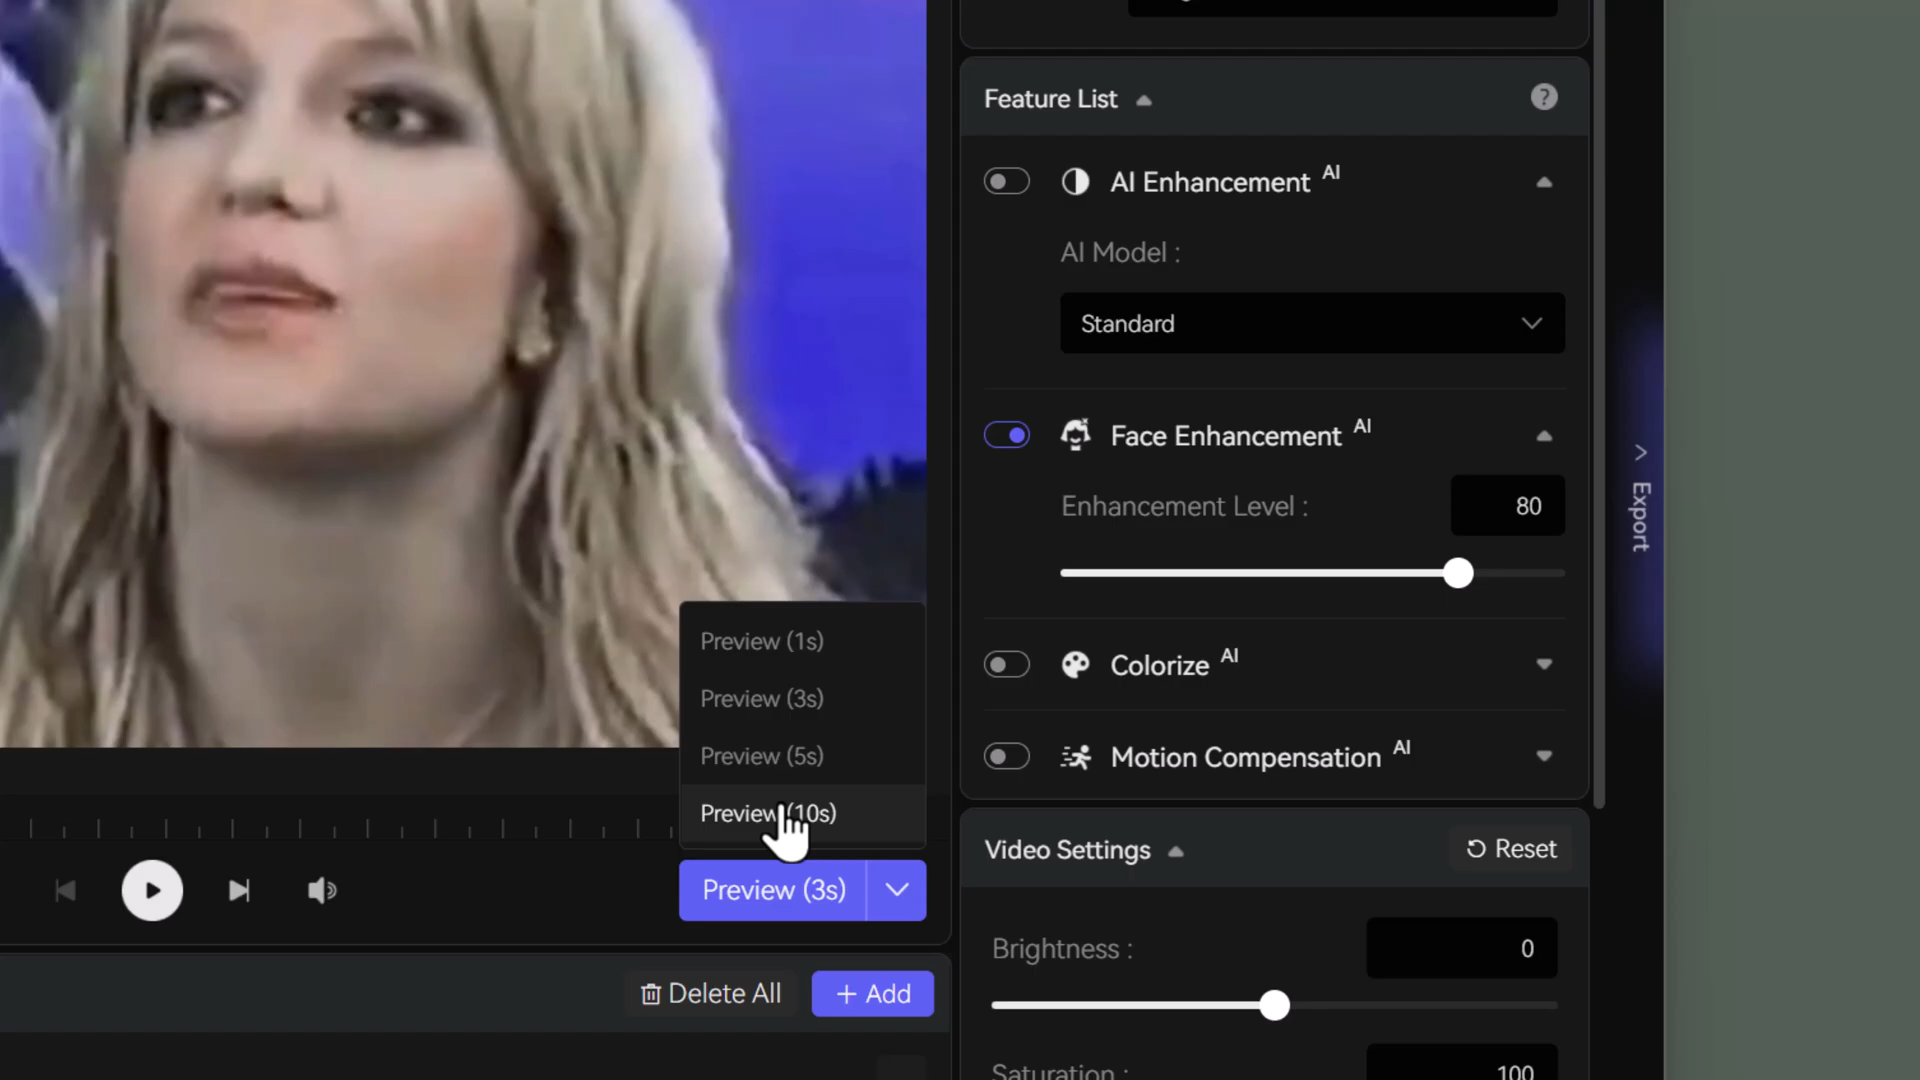 Feature List
?
AI Enhancement AI
AI Model :
Standard
Face Enhancement AI
Enhancement Level :
80
Colorize AI
Motion Compensation AI
Export
Video Settings
Reset
Brightness :
0
Saturation :
100
Preview (1s)
Preview (3s)
Preview (5s)
Preview (10s)
Preview (3s)
Delete All
+ Add